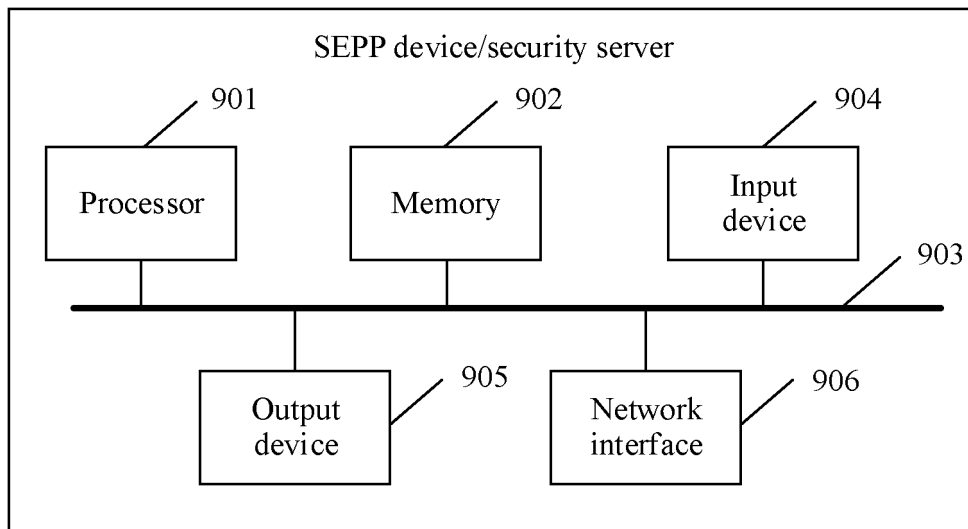 SEPP device/security server
901
902
904
Processor
Memory
Input
device
903
905
906
Output
device
Network
interface